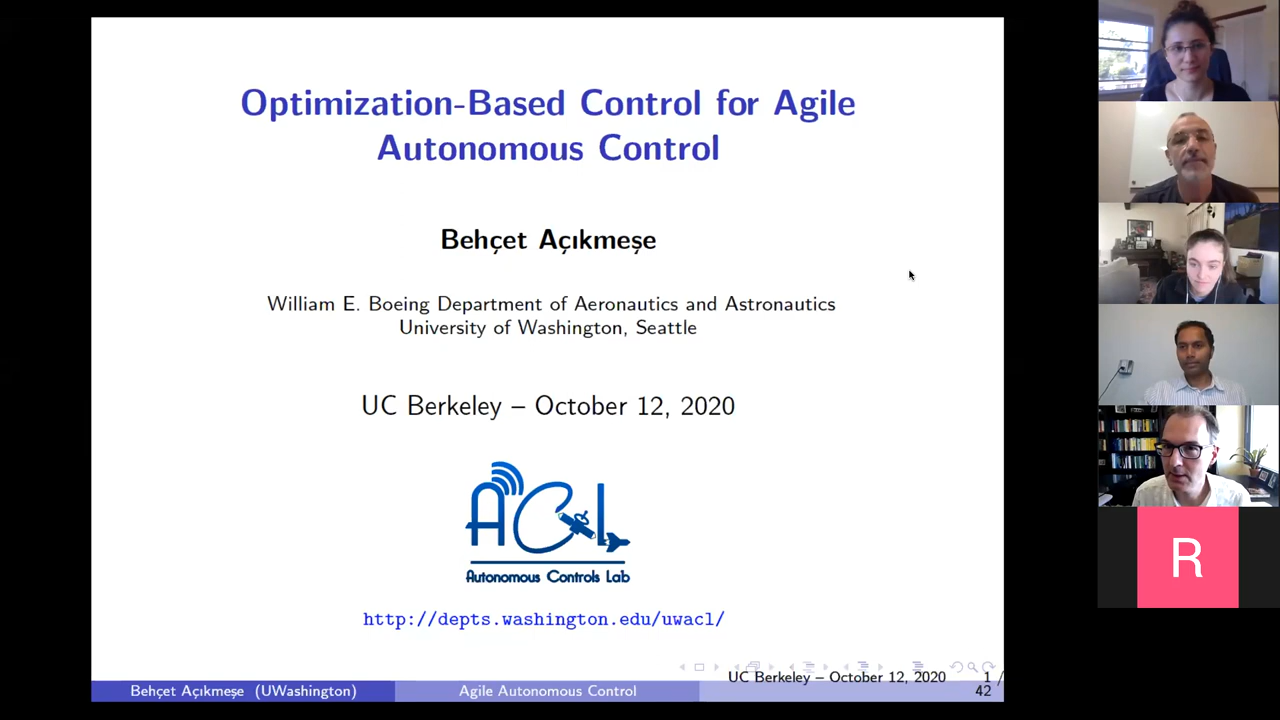 Optimization-Based Control for Agile
Autonomous Control
Behçet Açıkmeşe
William E. Boeing Department of Aeronautics and Astronautics
University of Washington, Seattle
UC Berkeley – October 12, 2020
ACL
Autonomous Controls Lab
http://depts.washington.edu/uwacl/
Behçet Açıkmeşe (UWashington)
Agile Autonomous Control
UC Berkeley – October 12, 2020
1 /
42
R